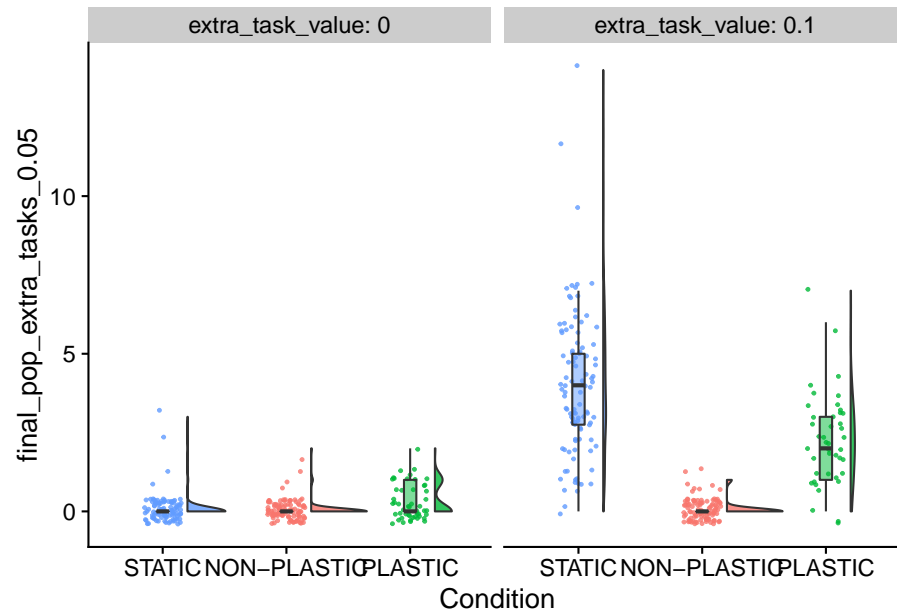 extra_task_value: 0
extra_task_value: 0.1
final_pop_extra_tasks_0.05
10
5
0
STATIC
NON−PLASTIC
PLASTIC
STATIC
NON−PLASTIC
PLASTIC
Condition